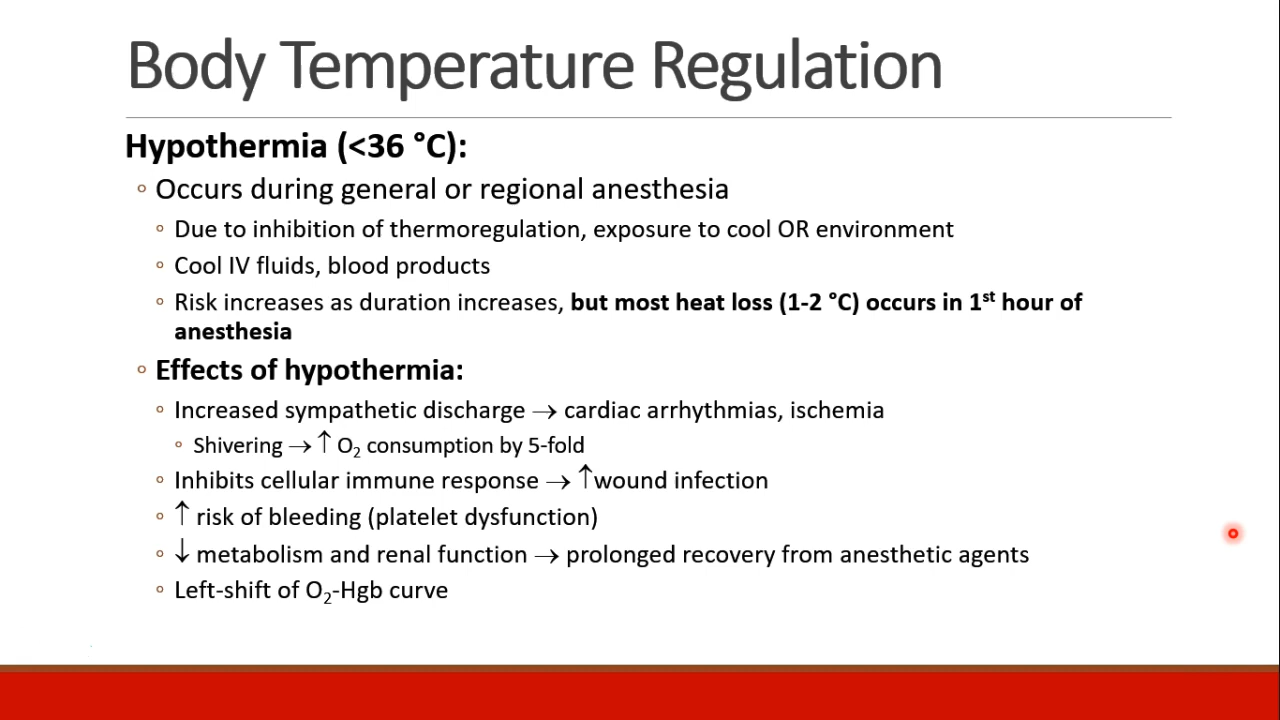 Body Temperature Regulation
Hypothermia (<36 °C):
◦ Occurs during general or regional anesthesia
◦ Due to inhibition of thermoregulation, exposure to cool OR environment
◦ Cool IV fluids, blood products
◦ Risk increases as duration increases, but most heat loss (1-2 °C) occurs in 1st hour of
anesthesia
◦ Effects of hypothermia:
◦ Increased sympathetic discharge → cardiac arrhythmias, ischemia
◦ Shivering → ↑ O₂ consumption by 5-fold
◦ Inhibits cellular immune response → ↑wound infection
◦ ↑ risk of bleeding (platelet dysfunction)
◦ ↓ metabolism and renal function → prolonged recovery from anesthetic agents
◦ Left-shift of O₂-Hgb curve